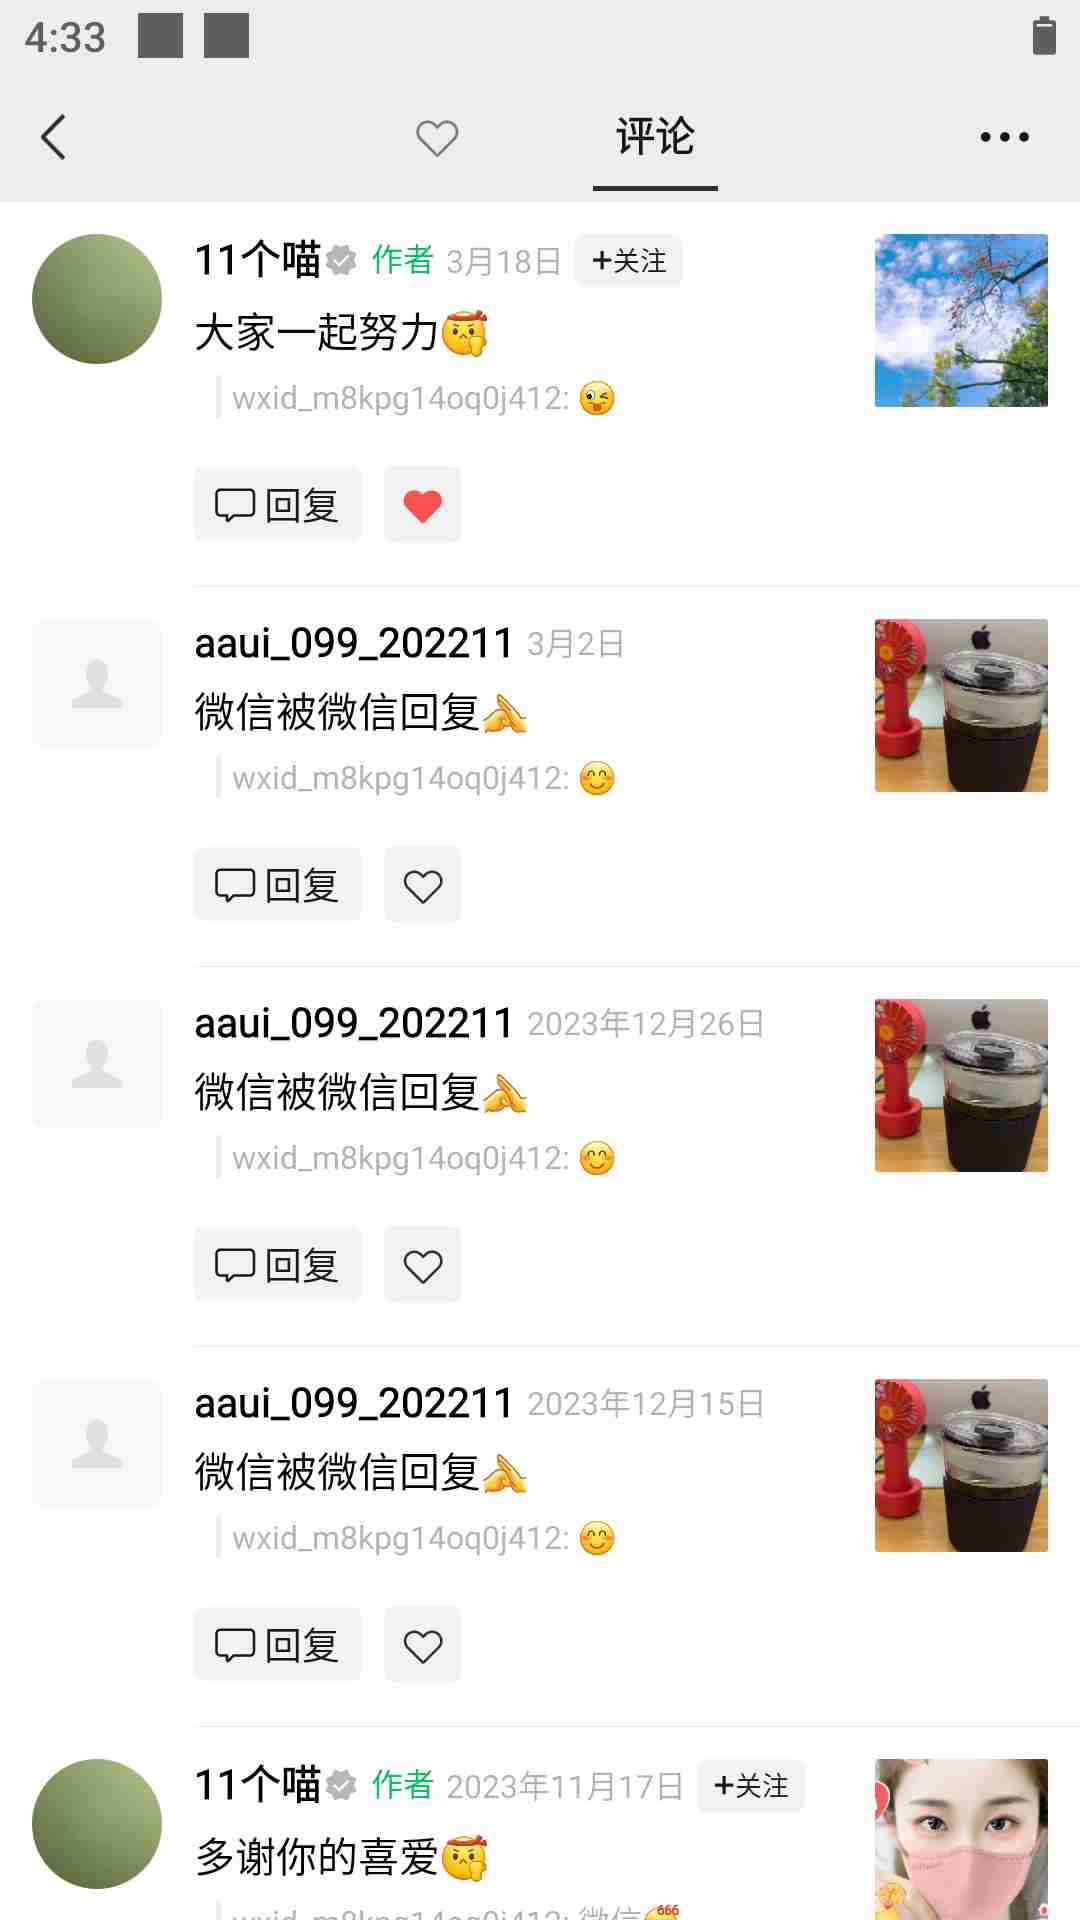 4:33
评论
11个喵 作者 3月18日 +关注
大家一起努力
wxid_m8kpg14oq0j412:
回复
aaui_099_202211 3月2日
微信被微信回复
wxid_m8kpg14oq0j412:
回复
aaui_099_202211 2023年12月26日
微信被微信回复
wxid_m8kpg14oq0j412:
回复
aaui_099_202211 2023年12月15日
微信被微信回复
wxid_m8kpg14oq0j412:
回复
11个喵 作者 2023年11月17日 +关注
多谢你的喜爱
wxid_m8kpg14oq0j412: 微信 666